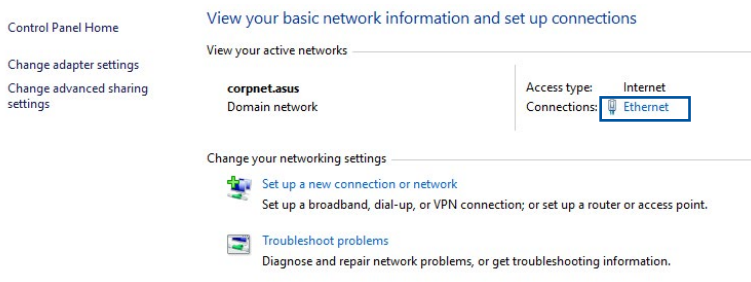 Control Panel Home
Change adapter settings
Change advanced sharing
settings
View your basic network information and set up connections
View your active networks
corpnet.asus
Domain network
Access type: Internet
Connections: Ethernet
Change your networking settings
Set up a new connection or network
Set up a broadband, dial-up, or VPN connection; or set up a router or access point.
Troubleshoot problems
Diagnose and repair network problems, or get troubleshooting information.